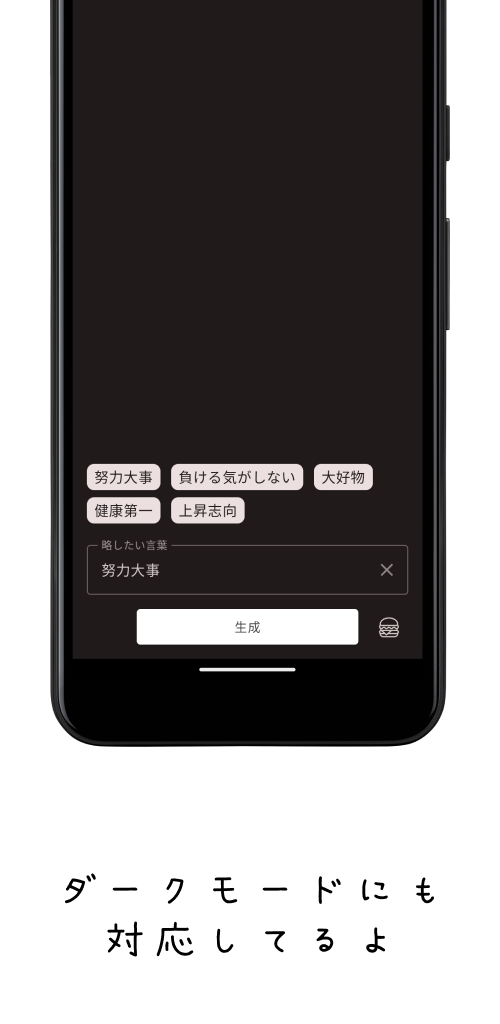 努力大事 負ける気がしない 大好物
健康第一 上昇志向
略したい言葉
努力大事
生成
ダークモードにも
対応してるよ